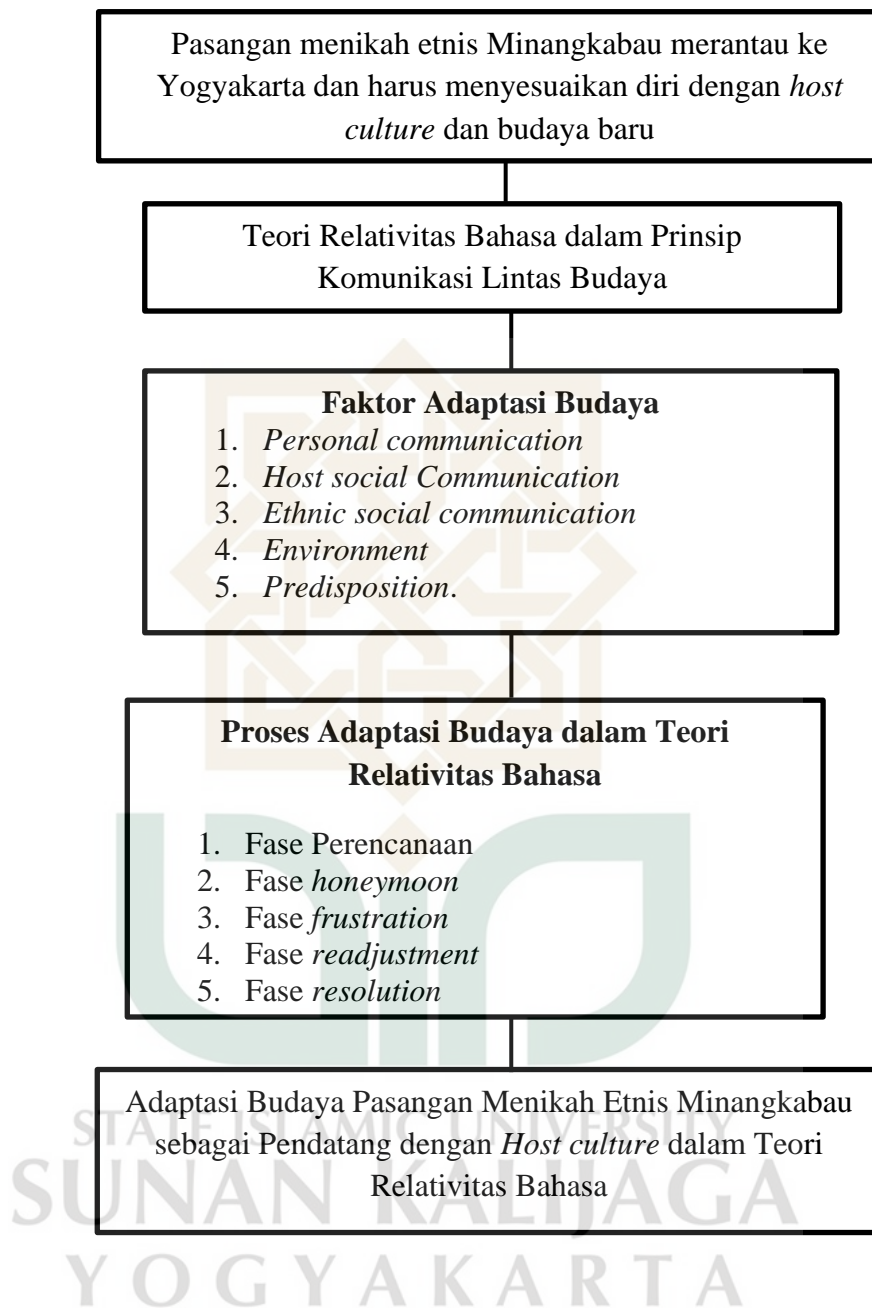 Pasangan menikah etnis Minangkabau merantau ke
Yogyakarta dan harus menyesuaikan diri dengan host
culture dan budaya baru
Teori Relativitas Bahasa dalam Prinsip
Komunikasi Lintas Budaya
Faktor Adaptasi Budaya
1. Personal communication
2. Host social Communication
3. Ethnic social communication
4. Environment
5. Predisposition.
Proses Adaptasi Budaya dalam Teori
Relativitas Bahasa
1. Fase Perencanaan
2. Fase honeymoon
3. Fase frustration
4. Fase readjustment
5. Fase resolution
Adaptasi Budaya Pasangan Menikah Etnis Minangkabau
sebagai Pendatang dengan Host culture dalam Teori
Relativitas Bahasa
STATE ISLAMIC UNIVERSITY
SUNAN KALIJAGA
YOGYAKARTA